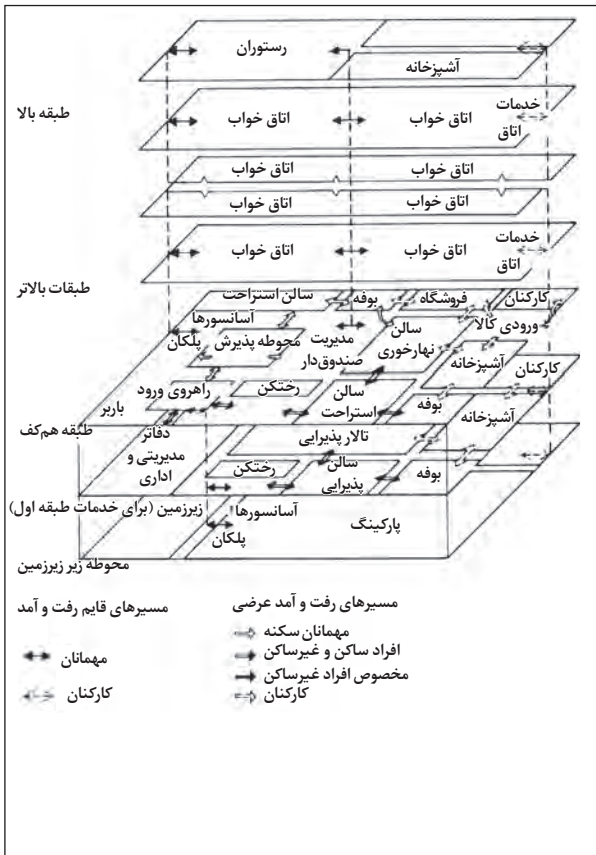 رستوران
آشپزخانه
طبقه بالا
خدمات
اتاق خواب
اتاق خواب
اتاق
اتاق خواب
اتاق خواب
اتاق خواب
اتاق خواب
خدمات
اتاق خواب
اتاق خواب
اتاق
طبقات بالاتر
کارکنان
فروشگاه
بوفه
سالن استراحت
ورودی کالا
سالن
نهارخوری
مدیریت
صندوق‌دار
آسانسورها
محوطه پذیرش
پلکان
آشپزخانه
کارکنان
راهروی ورود
رختکن
سالن
استراحت
بوفه
آشپزخانه
باربر
طبقه هم‌کف
دفاتر
مدیریتی و
اداری
تالار پذیرایی
رختکن
سالن
پذیرایی
بوفه
زیرزمین (برای خدمات طبقه اول)
آسانسورها
پلکان
پارکینگ
محوطه زیر زیرزمین
مسیرهای رفت و آمد عرضی
مهمانان سکنه
افراد ساکن و غیرساکن
مخصوص افراد غیرساکن
کارکنان
مسیرهای قایم رفت و آمد
مهمانان
کارکنان